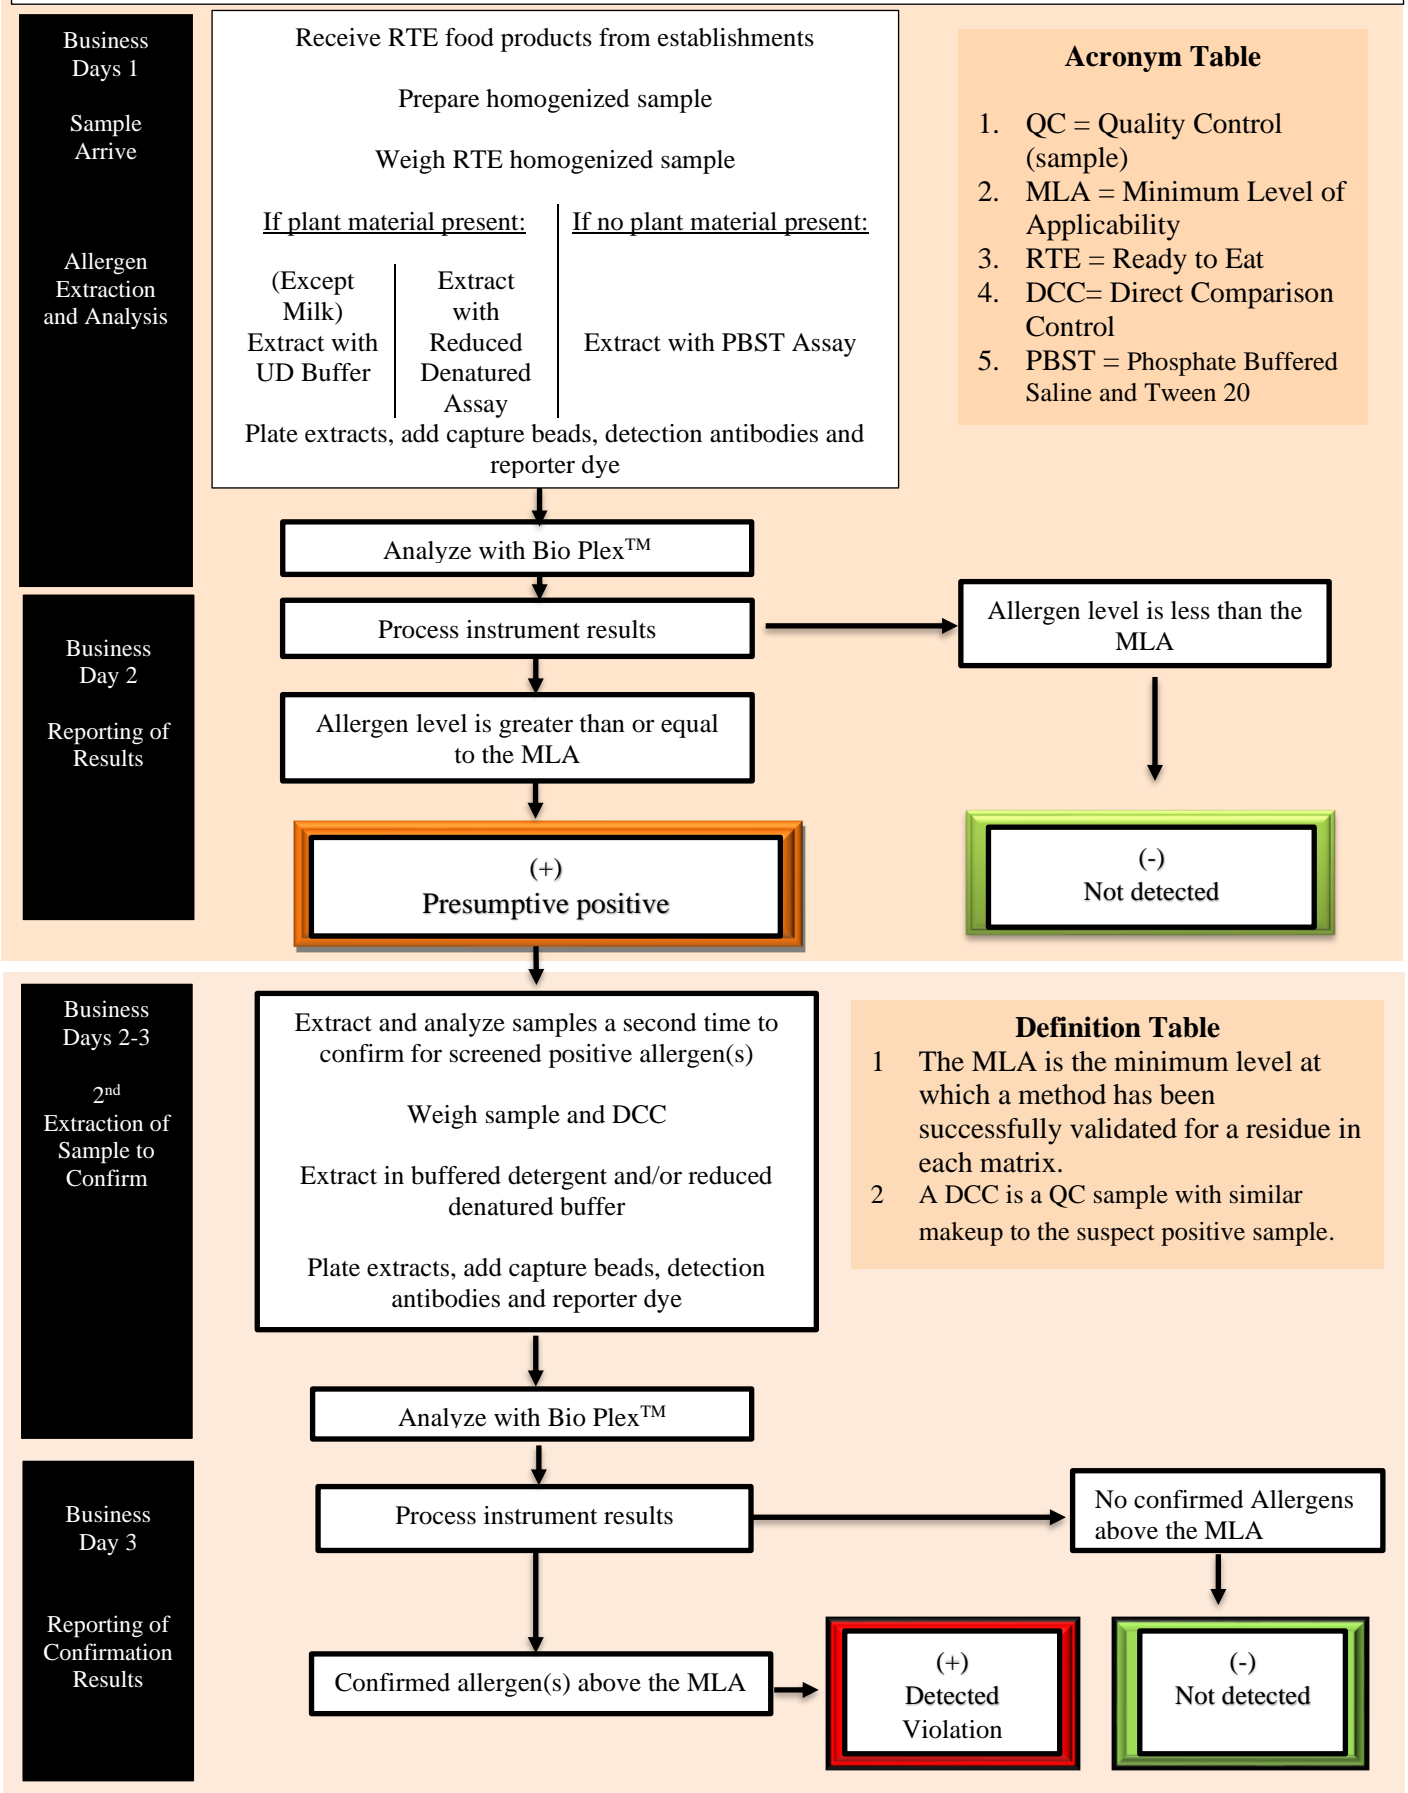 Business
Days 1
Sample
Arrive
Allergen
Extraction
and Analysis
Receive RTE food products from establishments
Prepare homogenized sample
Weigh RTE homogenized sample
If plant material present:
(Except
Milk)
Extract with
UD Buffer
Extract
with
Reduced
Denatured
Assay
If no plant material present:
Extract with PBST Assay
Plate extracts, add capture beads, detection antibodies and
reporter dye
Acronym Table
1. QC = Quality Control
(sample)
2. MLA = Minimum Level of
Applicability
3. RTE = Ready to Eat
4. DCC= Direct Comparison
Control
5. PBST = Phosphate Buffered
Saline and Tween 20
Analyze with Bio Plex™
Business
Day 2
Reporting of
Results
Process instrument results
Allergen level is less than the
MLA
Allergen level is greater than or equal
to the MLA
(+)
Presumptive positive
(-)
Not detected
Business
Days 2-3
2nd
Extraction of
Sample to
Confirm
Extract and analyze samples a second time to
confirm for screened positive allergen(s)
Weigh sample and DCC
Extract in buffered detergent and/or reduced
denatured buffer
Plate extracts, add capture beads, detection
antibodies and reporter dye
Definition Table
1 The MLA is the minimum level at
which a method has been
successfully validated for a residue in
each matrix.
2 A DCC is a QC sample with similar
makeup to the suspect positive sample.
Analyze with Bio Plex™
Business
Day 3
Reporting of
Confirmation
Results
Process instrument results
No confirmed Allergens
above the MLA
Confirmed allergen(s) above the MLA
(+)
Detected
Violation
(-)
Not detected